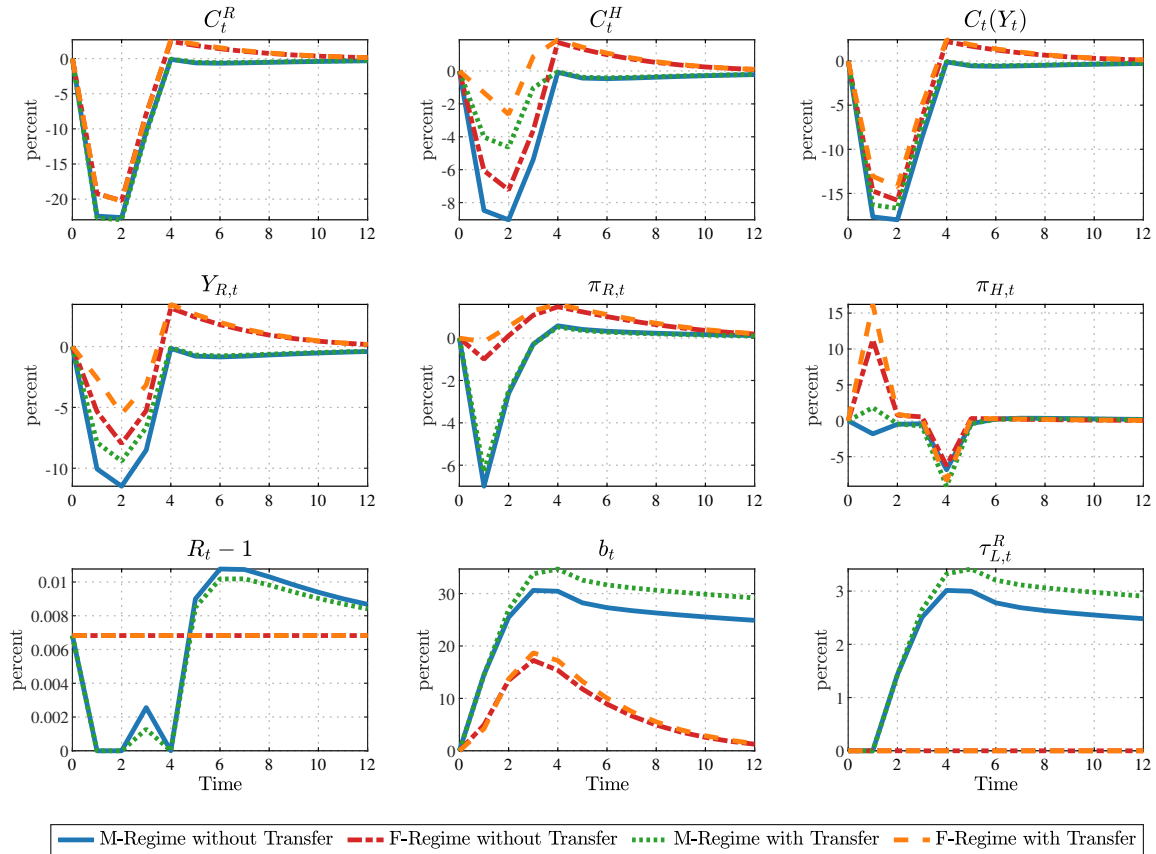 $C_t^R$ $C_t^H$ $C_t(Y_t)$
percent percent percent
0 0 0
-5 -2 -5
-10 -4 -10
-15 -6 -15
-20 -8
0 2 4 6 8 10 12 0 2 4 6 8 10 12 0 2 4 6 8 10 12
$Y_{R,t}$ $\pi_{R,t}$ $\pi_{H,t}$
percent percent percent
0 0 15
-5 -2 10
-10 -4 5
-6 0
-5
0 2 4 6 8 10 12 0 2 4 6 8 10 12 0 2 4 6 8 10 12
$R_t - 1$ $b_t$ $\tau_{L,t}^R$
percent percent percent
0.01 30 3
0.008 20 2
0.006 10 1
0.004 0 0
0.002
0
0 2 4 6 8 10 12 0 2 4 6 8 10 12 0 2 4 6 8 10 12
Time Time Time
M-Regime without Transfer F-Regime without Transfer M-Regime with Transfer F-Regime with Transfer